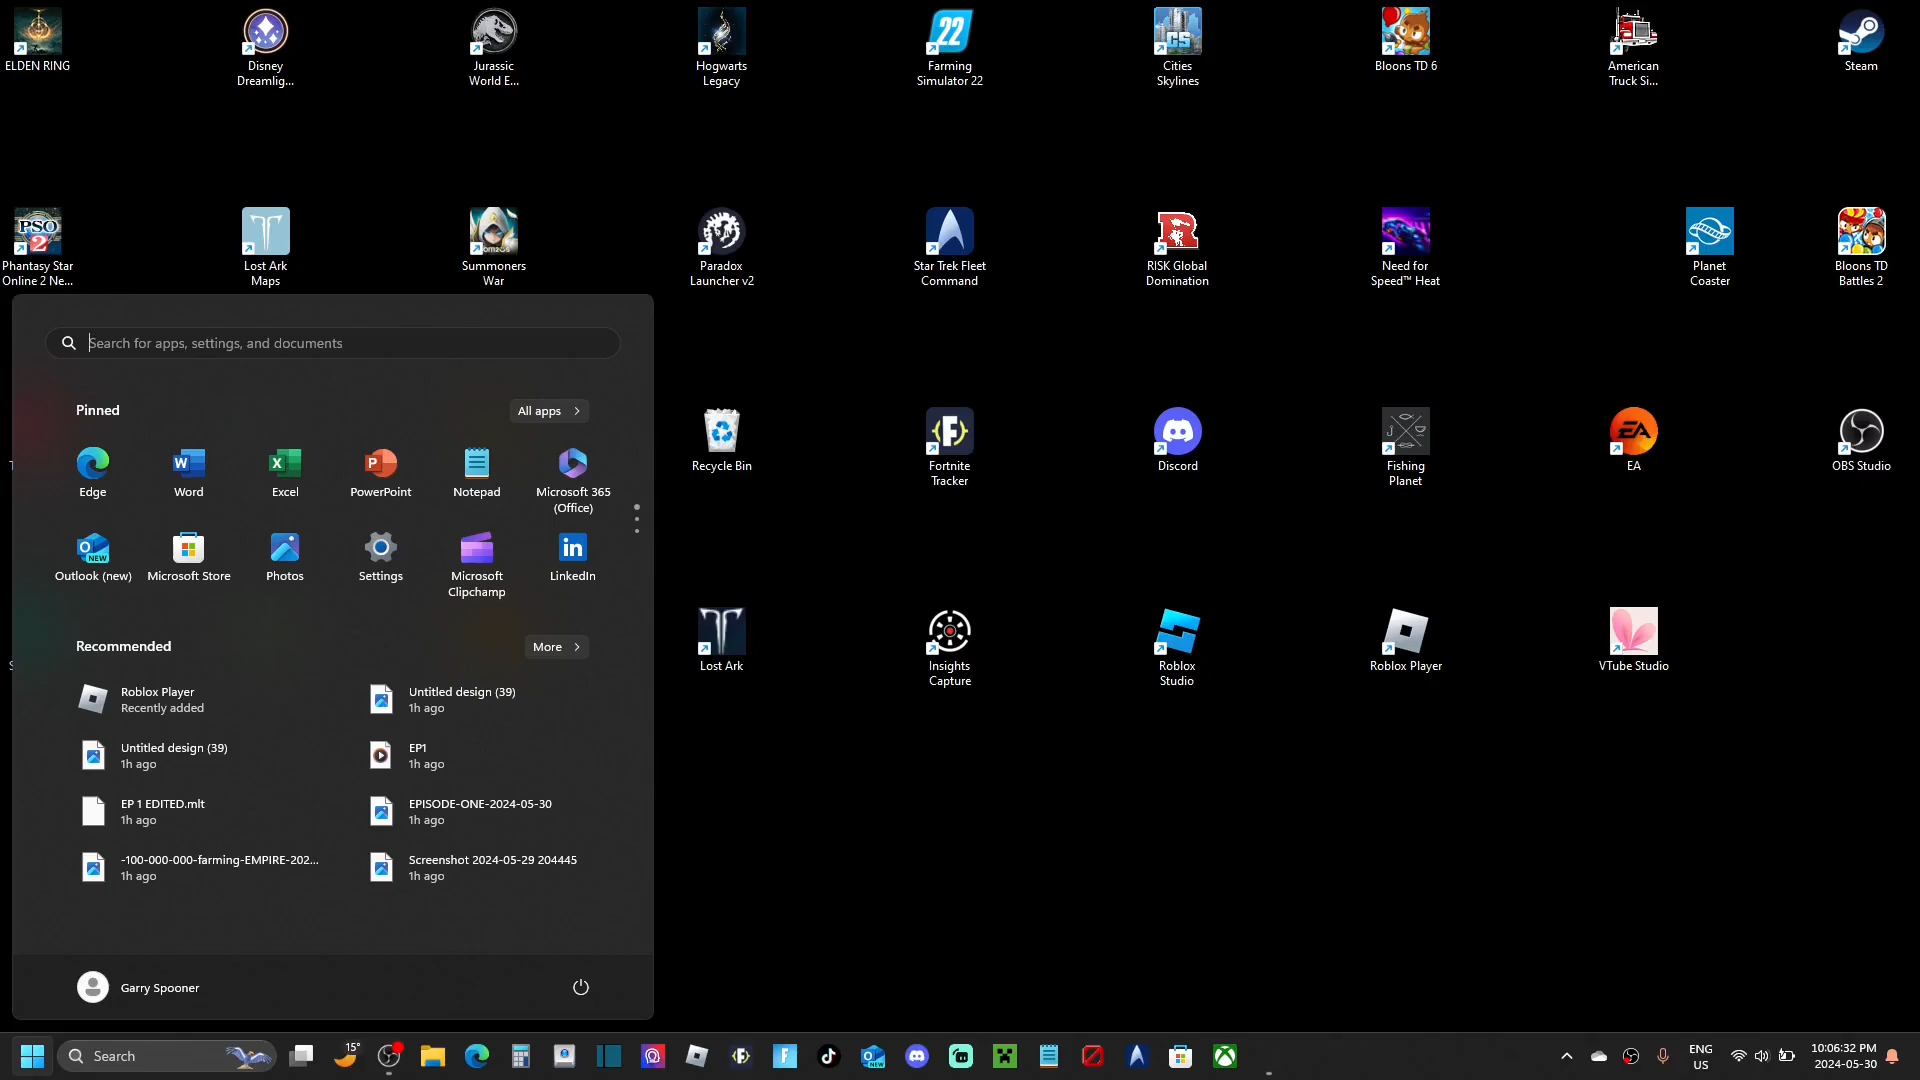 ELDEN RING
Disney
Dreamlig...
Jurassic
World E...
Hogwarts
Legacy
22
Farming
Simulator 22
CS
Cities
Skylines
Bloons TD 6
American
Truck Si...
Steam
PSO
2
Phantasy Star
Online 2 Ne...
Lost Ark
Maps
Summoners
War
Paradox
Launcher v2
Star Trek Fleet
Command
RISK Global
Domination
Need for
Speed™ Heat
Planet
Coaster
Bloons TD
Battles 2
Search for apps, settings, and documents
Pinned
All apps
Edge
W
Word
X
Excel
P
PowerPoint
Notepad
Microsoft 365
(Office)
O
NEW
Outlook (new)
Microsoft Store
Photos
Settings
Microsoft
Clipchamp
in
LinkedIn
Recommended
More
Roblox Player
Recently added
Untitled design (39)
1h ago
Untitled design (39)
1h ago
EP1
1h ago
EP 1 EDITED.mlt
1h ago
EPISODE-ONE-2024-05-30
1h ago
-100-000-000-farming-EMPIRE-202...
1h ago
Screenshot 2024-05-29 204445
1h ago
Garry Spooner
Recycle Bin
F
Fortnite
Tracker
Discord
J P
Fishing
Planet
EA
EA
OBS Studio
Lost Ark
Insights
Capture
Roblox
Studio
Roblox Player
VTube Studio
Search
15°
ENG
US
10:06:32 PM
2024-05-30